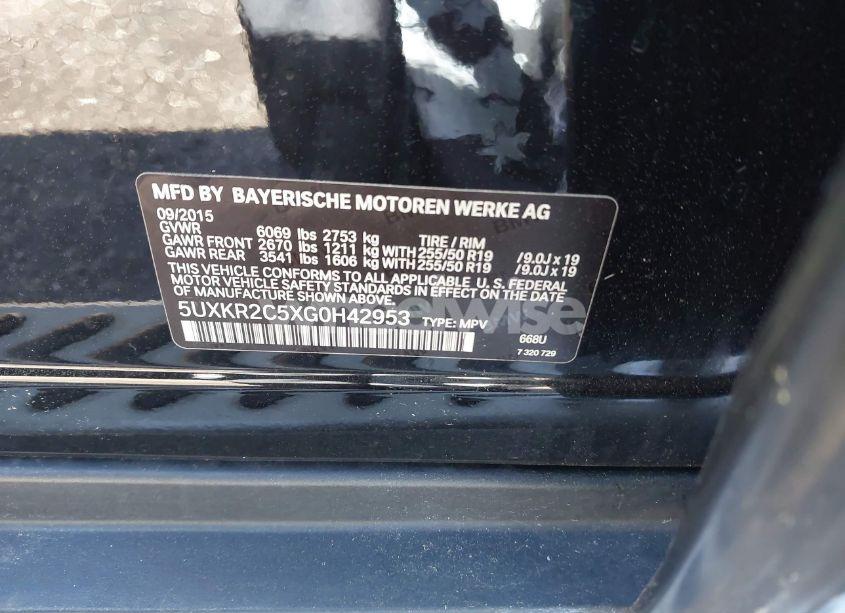 MFD BY BAYERISCHE MOTOREN WERKE AG
09/2015
GVWR 6069 lbs 2753 kg TIRE / RIM
GAWR FRONT 2670 lbs 1211 kg WITH 255/50 R19 /9.0J x 19
GAWR REAR 3541 lbs 1606 kg WITH 255/50 R19 /9.0J x 19
THIS VEHICLE CONFORMS TO ALL APPLICABLE U. S. FEDERAL
MOTOR VEHICLE SAFETY STANDARDS IN EFFECT ON THE DATE
OF MANUFACTURE SHOWN ABOVE.
5UXKR2C5XG0H42953 TYPE: MPV
668U
7 320 729